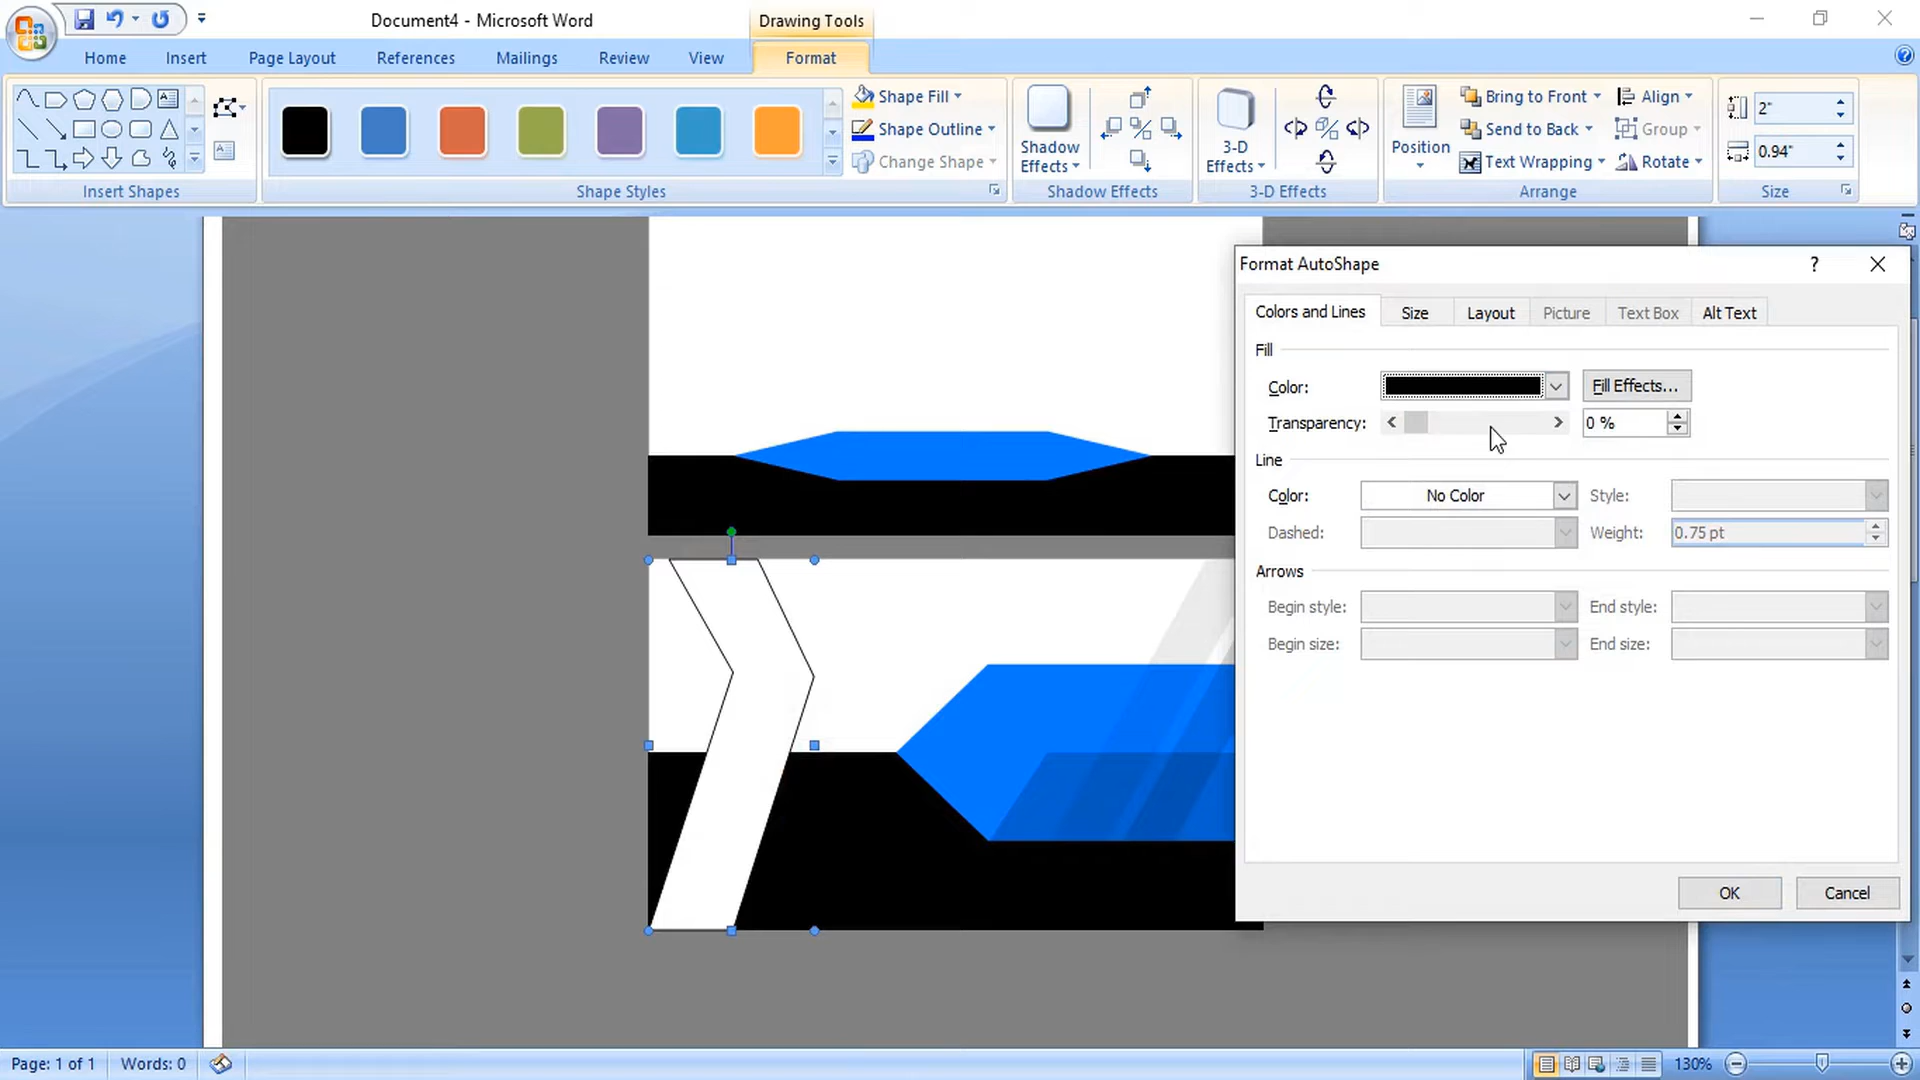 Document4 - Microsoft Word
Drawing Tools
Home
Insert
Page Layout
References
Mailings
Review
View
Format
Shape Fill
Shape Outline
Change Shape
Shadow
Effects
3-D
Effects
Position
Bring to Front
Send to Back
Text Wrapping
Align
Group
Rotate
2"
0.94"
Insert Shapes
Shape Styles
Shadow Effects
3-D Effects
Arrange
Size
Format AutoShape
?
Colors and Lines
Size
Layout
Picture
Text Box
Alt Text
Fill
Color:
Fill Effects...
Transparency:
0 %
Line
Color:
No Color
Style:
Dashed:
Weight:
0.75 pt
Arrows
Begin style:
End style:
Begin size:
End size:
OK
Cancel
Page: 1 of 1
Words: 0
130%